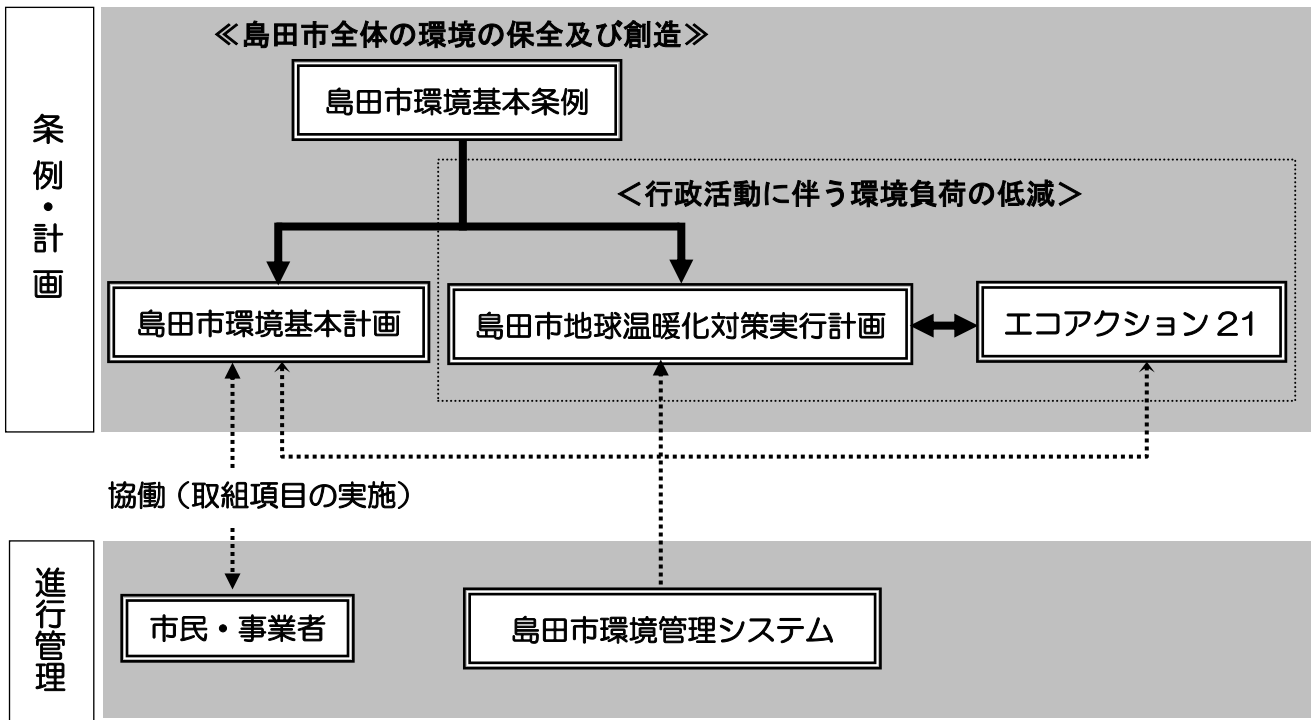 条例・計画
≪島田市全体の環境の保全及び創造≫
島田市環境基本条例
＜行政活動に伴う環境負荷の低減＞
島田市環境基本計画
島田市地球温暖化対策実行計画
エコアクション 21
協働（取組項目の実施）
進行管理
市民・事業者
島田市環境管理システム